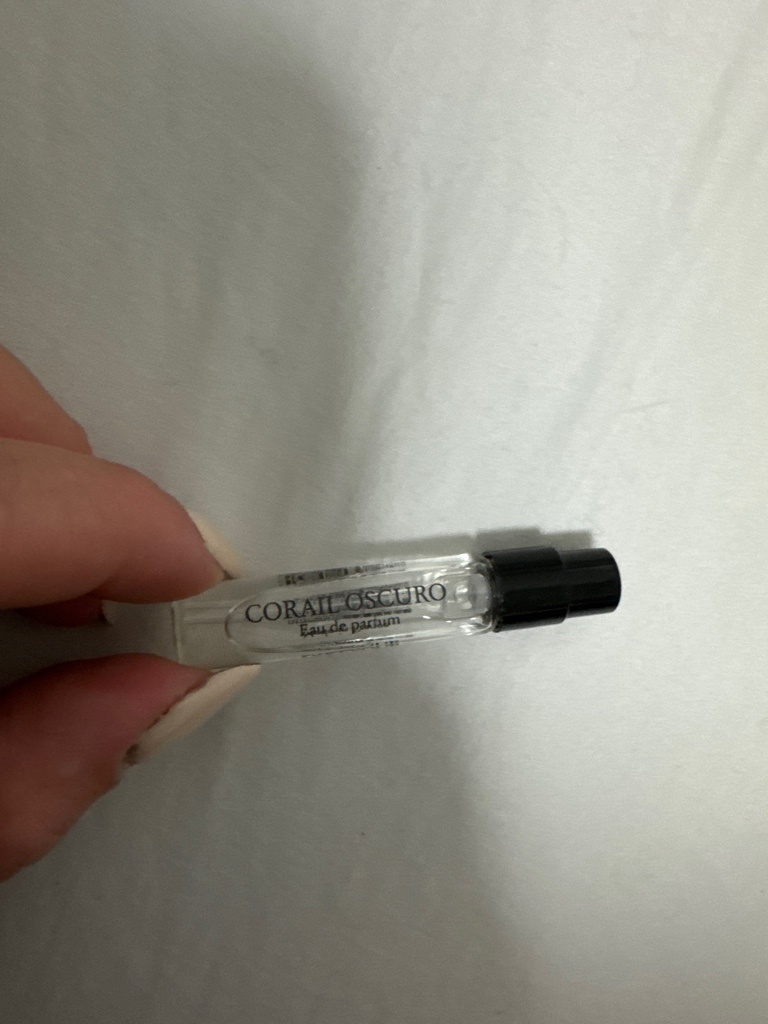 CORAIL OSCURO
Eau de parfum